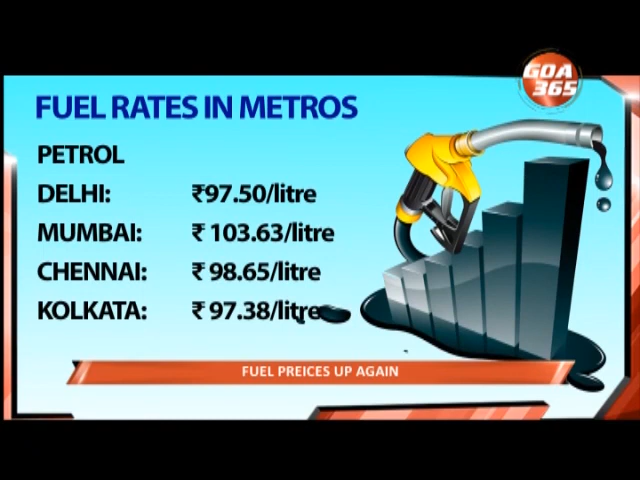 GOA
365
FUEL RATES IN METROS
PETROL
DELHI: ₹97.50/litre
MUMBAI: ₹ 103.63/litre
CHENNAI: ₹ 98.65/litre
KOLKATA: ₹ 97.38/litre
FUEL PREICES UP AGAIN